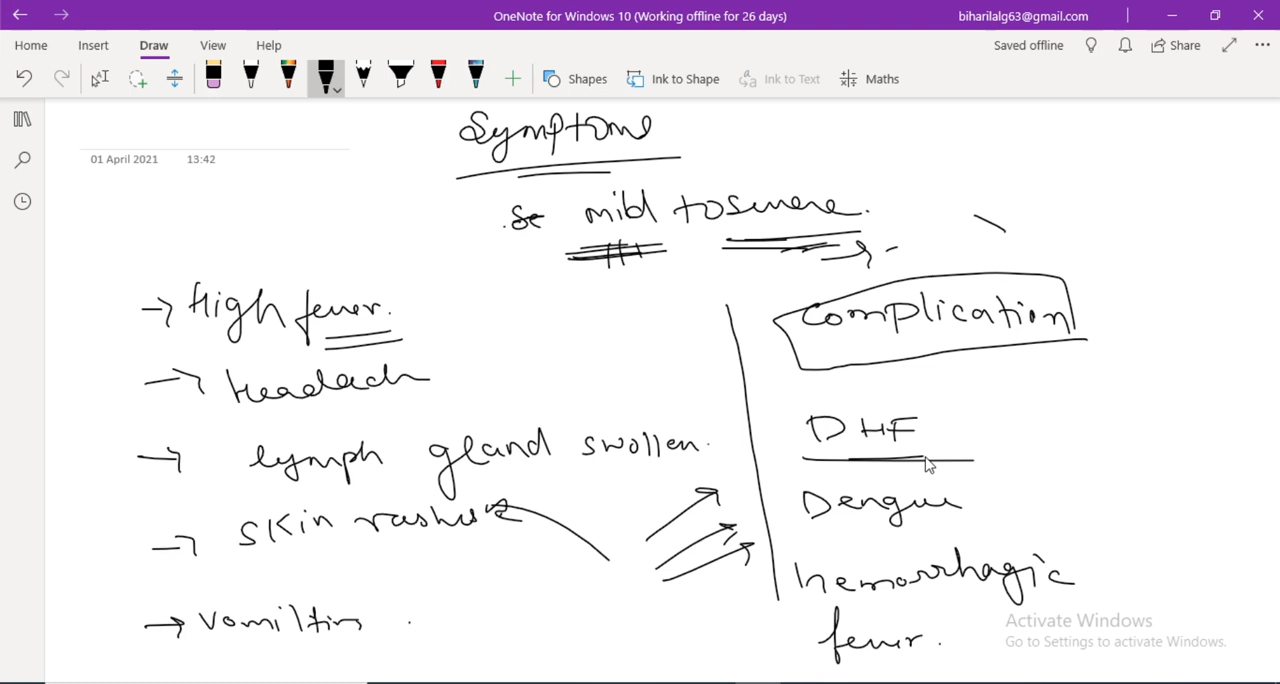 OneNote for Windows 10 (Working offline for 26 days)
biharilalg63@gmail.com
Home Insert Draw View Help
Saved offline
Share
Shapes
Ink to Shape
Ink to Text
Maths
01 April 2021 13:42
Symptoms
Se mild to severe.
→ High fever.
→ Headach
→ lymph gland swollen.
→ skin rashes
→ vomiltins
Complication
DHF
Dengue
hemorrhagic
fever.
Activate Windows
Go to Settings to activate Windows.